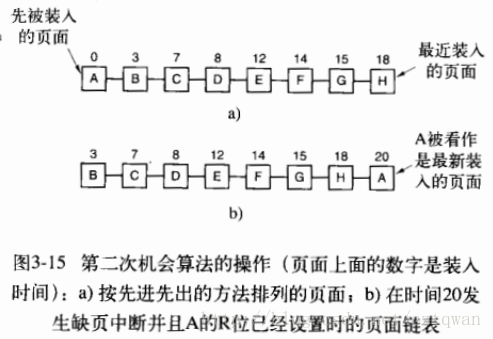 先被装入
的页面
0 3 7 8 12 14 15 18
最近装入
的页面
A B C D E F G H
a)
A被看作
是最新装
入的页面
3 7 8 12 14 15 18 20
B C D E F G H A
b)
图3-15 第二次机会算法的操作（页面上面的数字是装入
时间）：a) 按先进先出的方法排列的页面；b) 在时间20发
生缺页中断并且A的R位已经设置时的页面链表